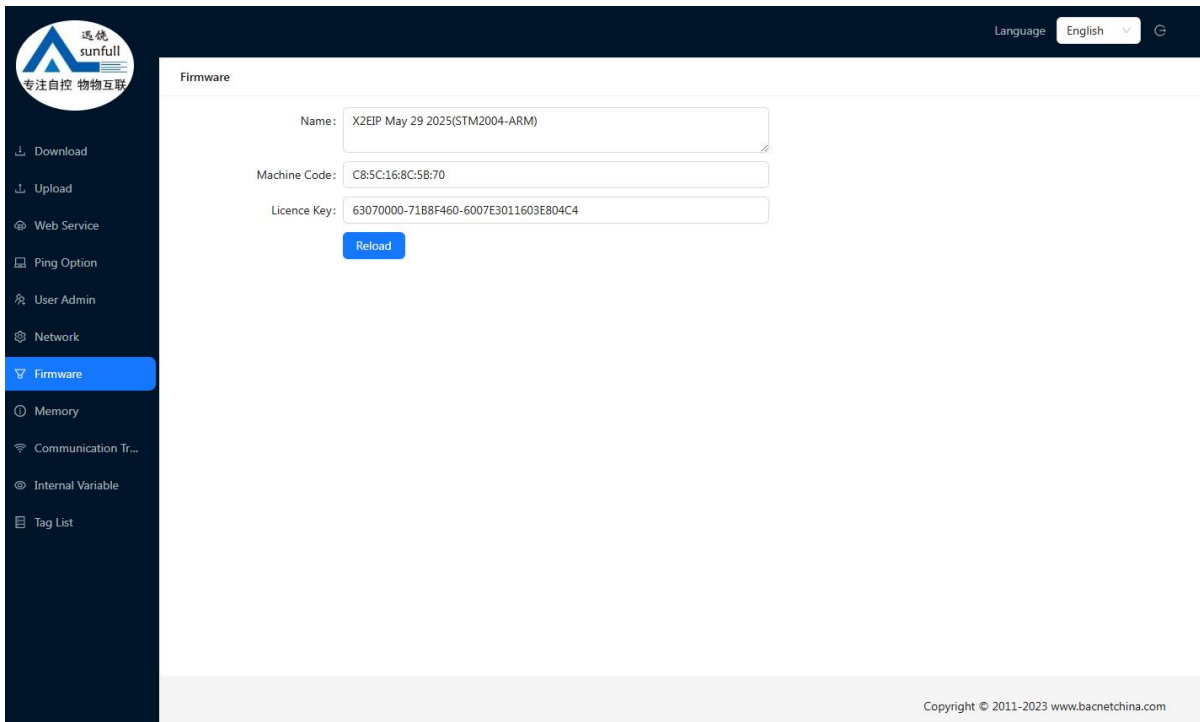 迅饶
sunfull
专注自控 物物互联
Language English
Firmware
Name: X2EIP May 29 2025(STM2004-ARM)
Machine Code: C8:5C:16:8C:5B:70
Licence Key: 63070000-71B8F460-6007E3011603E804C4
Reload
Download
Upload
Web Service
Ping Option
User Admin
Network
Firmware
Memory
Communication Tr...
Internal Variable
Tag List
Copyright © 2011-2023 www.bacnetchina.com